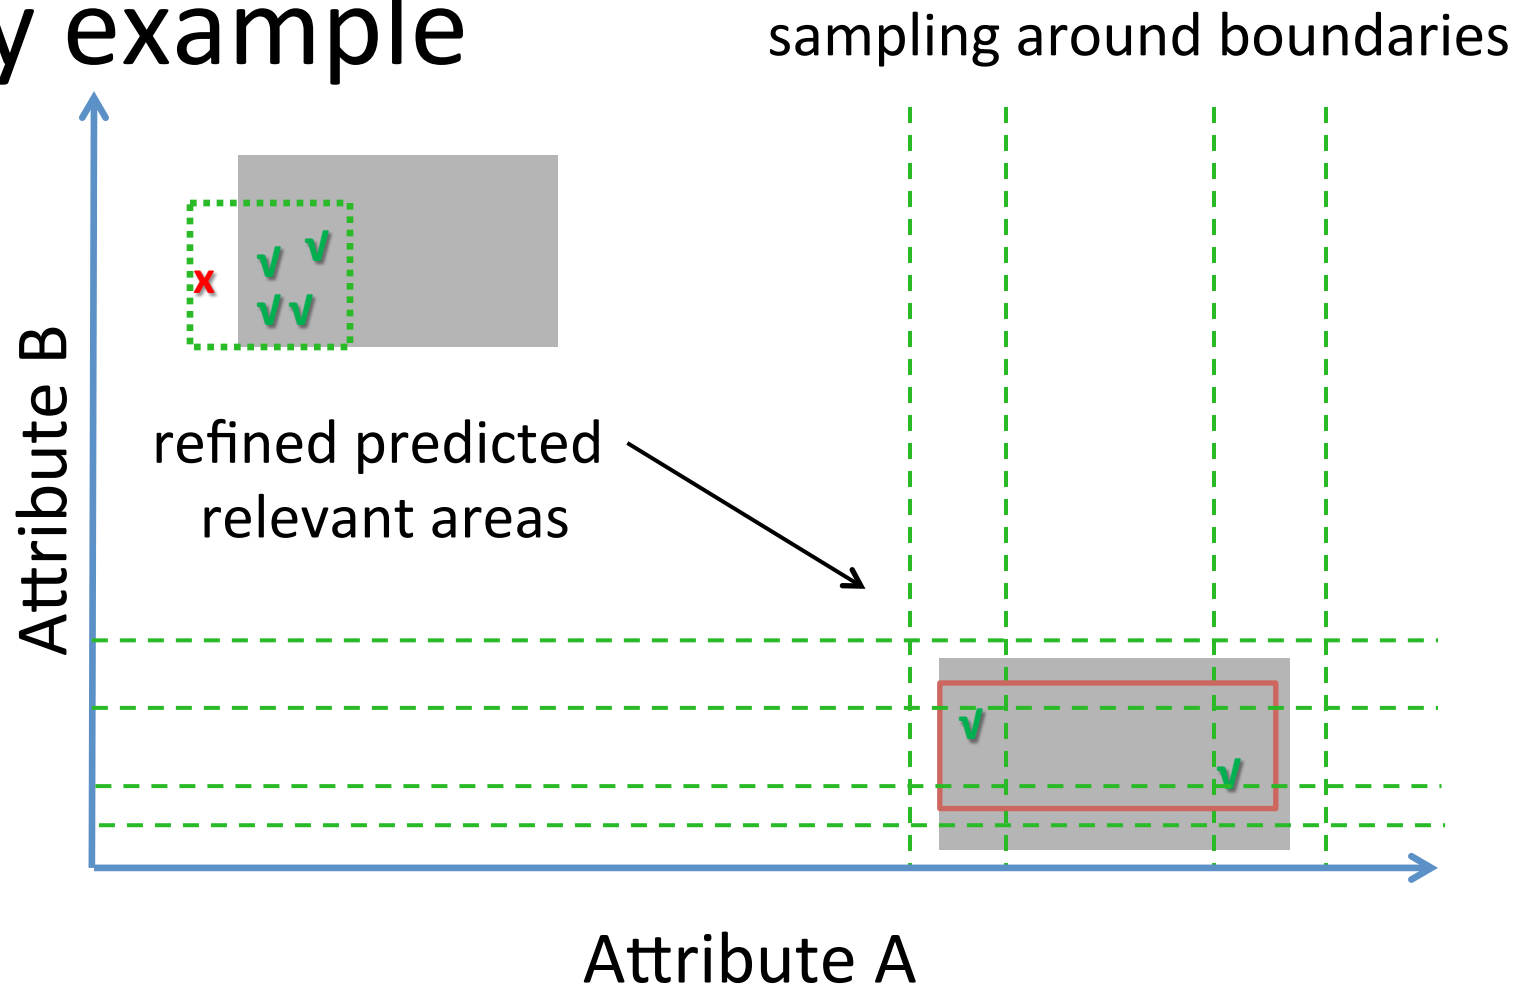 y example
sampling around boundaries
x
√
√
√√
Attribute B
refined predicted
relevant areas
√
√
Attribute A